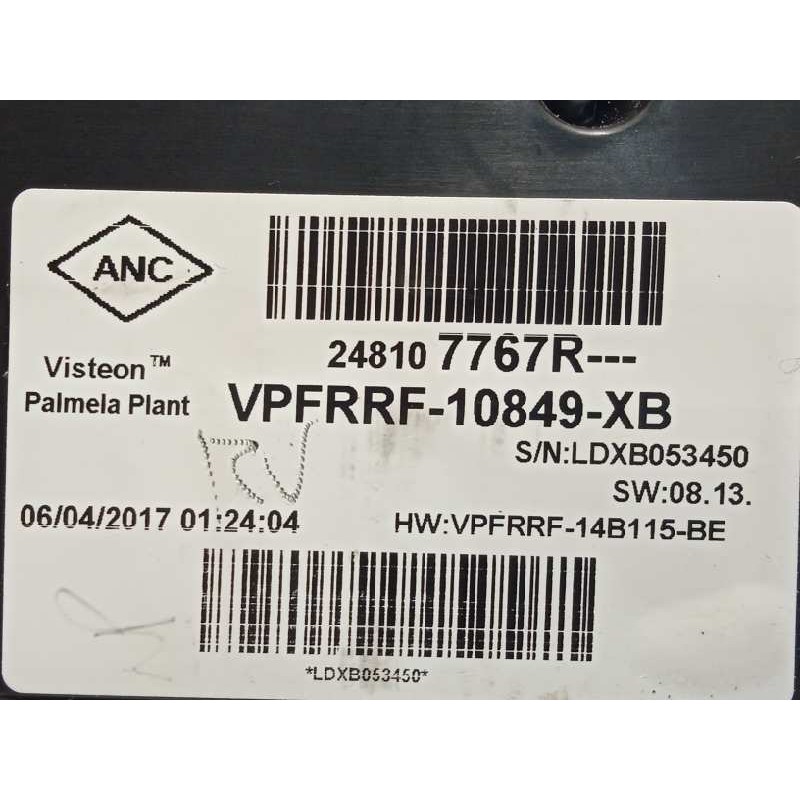 ANC
24810 7767R---
Visteon™
Palmela Plant
VPFRRF-10849-XB
S/N:LDXB053450
SW:08.13.
06/04/2017 01:24:04
HW:VPFRRF-14B115-BE
*LDXB053450*